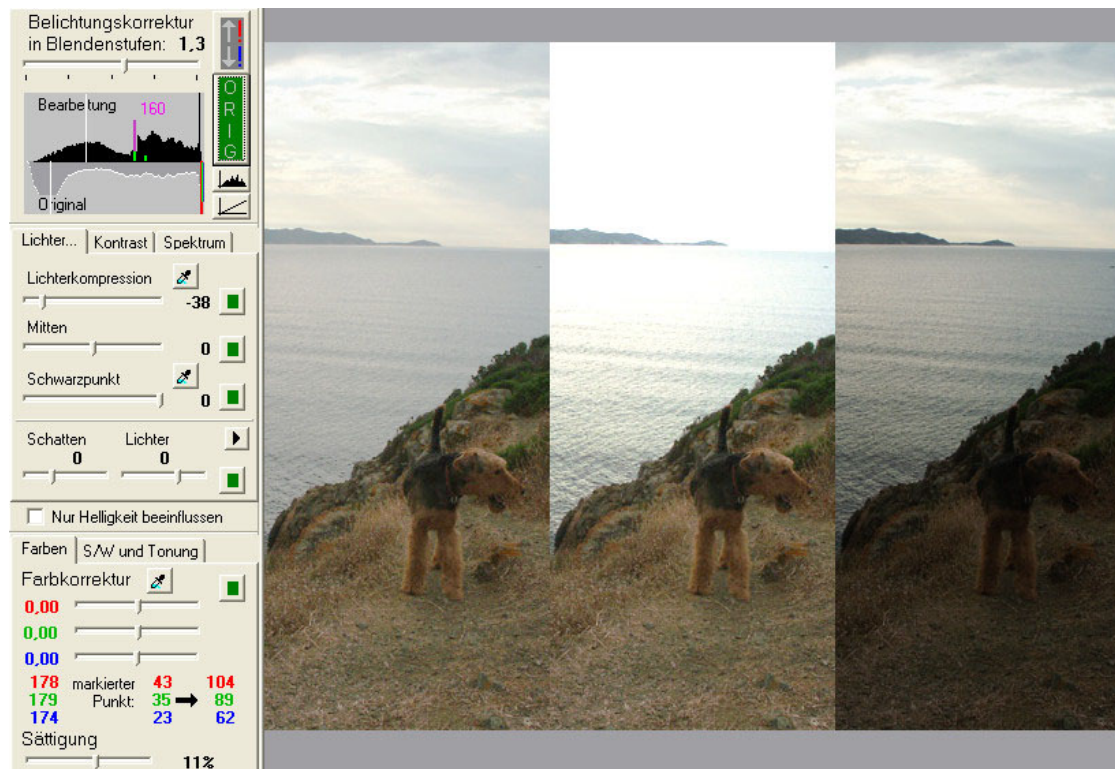 Belichtungskorrektur
in Blendenstufen: 1,3
ORIG
Bearbeitung 160
Original
Lichter... Kontrast Spektrum
Lichterkompression
-38
Mitten
0
Schwarzpunkt
0
Schatten Lichter
0 0
Nur Helligkeit beeinflussen
Farben S/W und Tonung
Farbkorrektur
0,00
0,00
0,00
178 markierter 43 104
179 Punkt: 35 89
174 23 62
Sättigung
11%